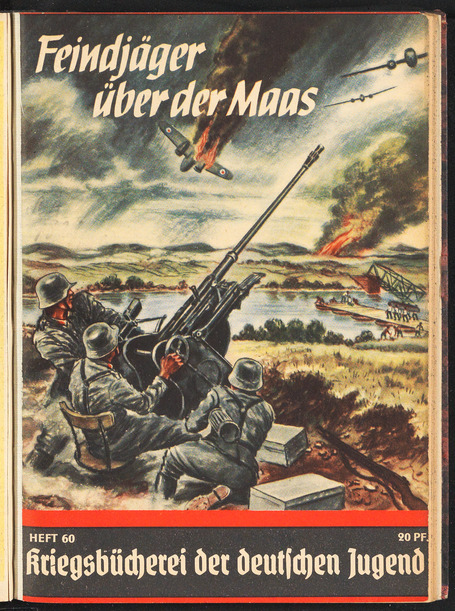 Feindjäger
über der Maas
HEFT 60
20 PF.
Kriegsbücherei der deutſchen Jugend